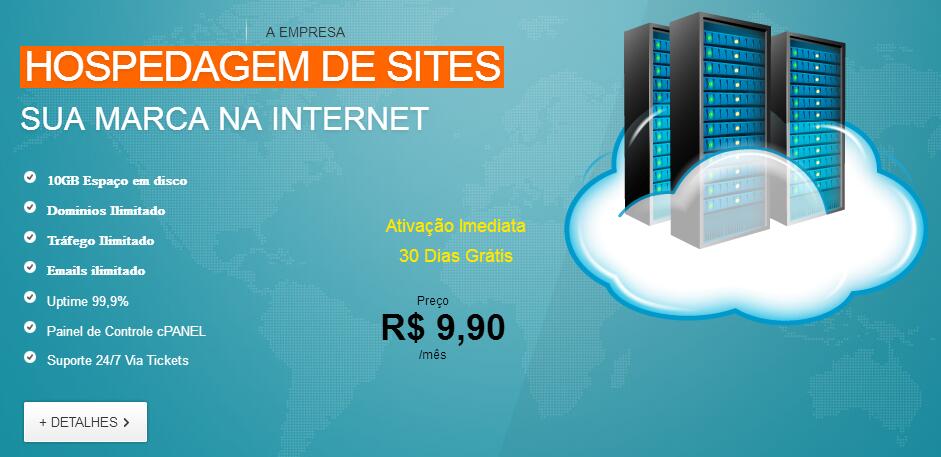 A EMPRESA
HOSPEDAGEM DE SITES
SUA MARCA NA INTERNET
10GB Espaço em disco
Dominios Ilimitado
Tráfego Ilimitado
Emails ilimitado
Uptime 99,9%
Painel de Controle cPANEL
Suporte 24/7 Via Tickets
Ativação Imediata
30 Dias Grátis
Preço
R$ 9,90
/mês
+ DETALHES >